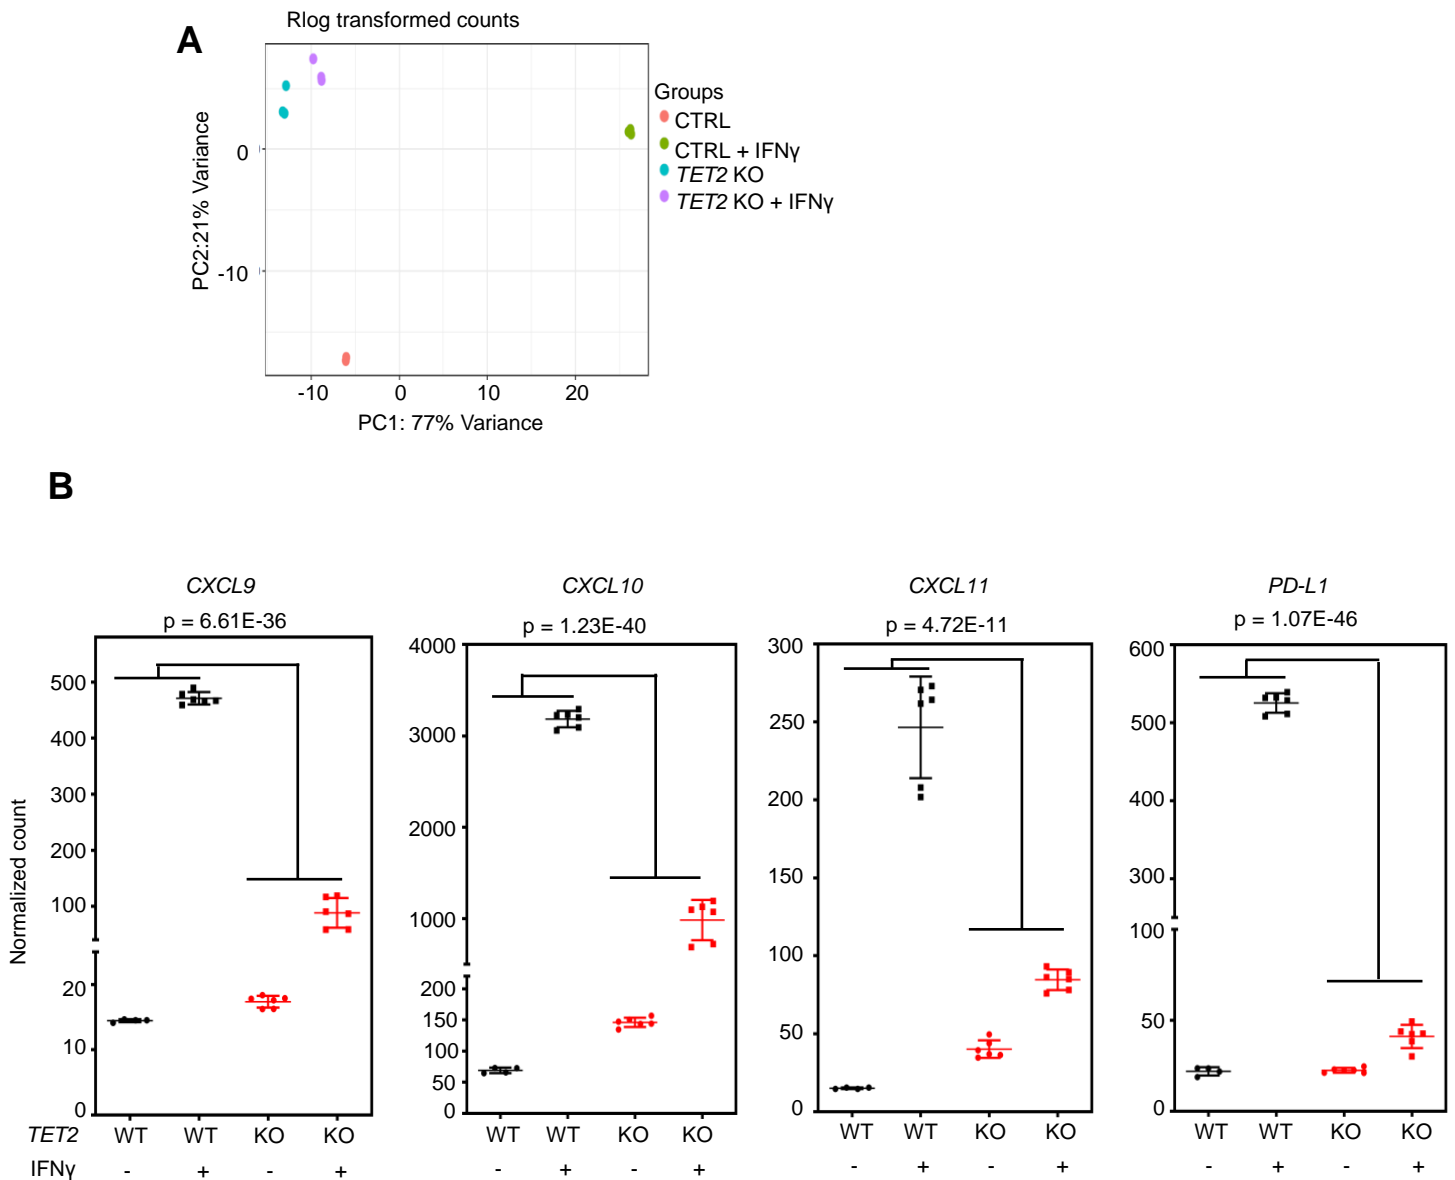 A
Rlog transformed counts
PC2:21% Variance
0
-10
-10 0 10 20
PC1: 77% Variance
Groups
CTRL
CTRL + IFNγ
TET2 KO
TET2 KO + IFNγ
B
Normalized count
CXCL9
p = 6.61E-36
500
400
300
200
100
20
10
0
CXCL10
p = 1.23E-40
4000
3000
2000
1000
200
150
100
50
0
CXCL11
p = 4.72E-11
300
250
200
150
100
50
0
PD-L1
p = 1.07E-46
600
500
400
300
100
50
0
TET2 WT WT KO KO WT WT KO KO WT WT KO KO WT WT KO KO
IFNγ - + - + - + - + - + - + - + - +